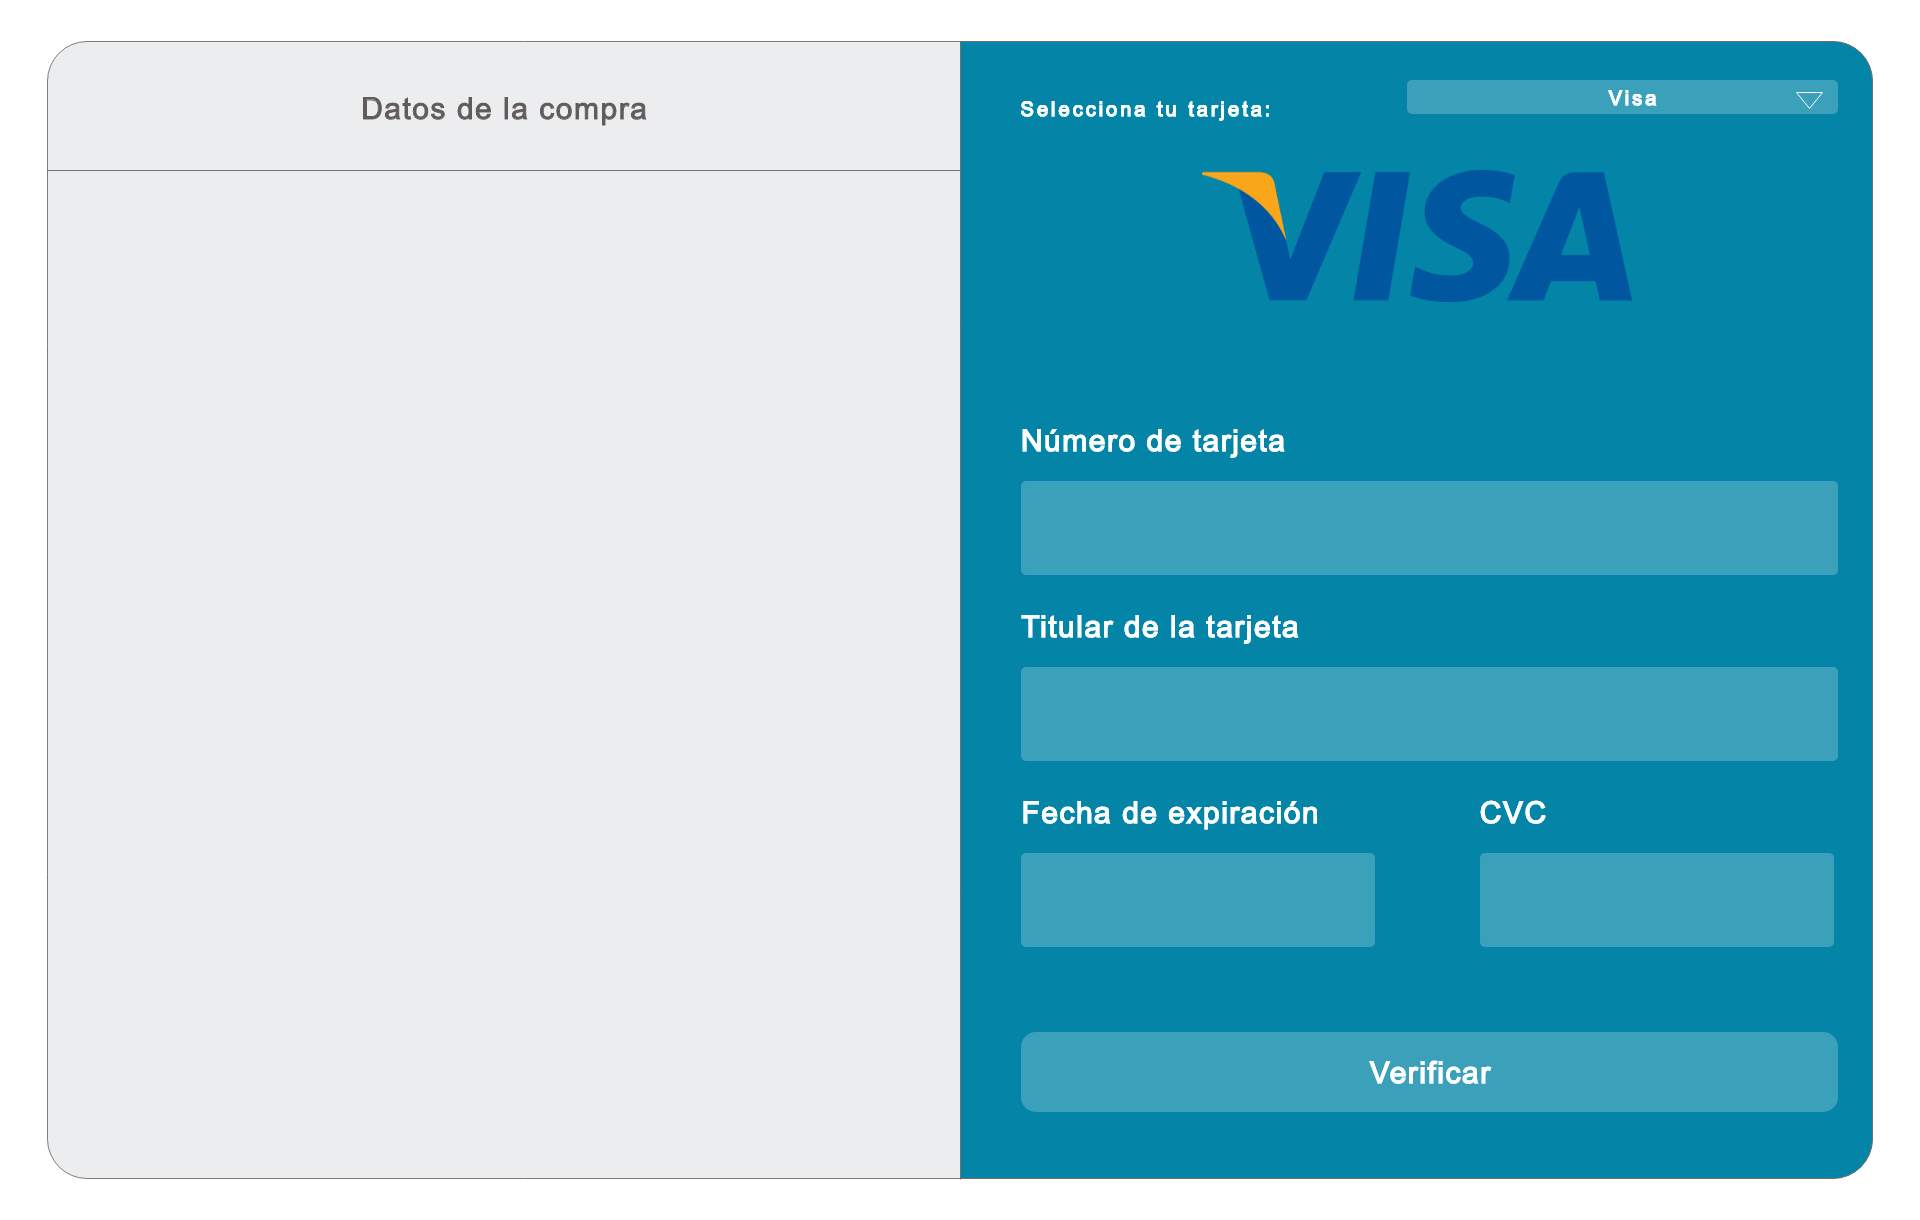 Datos de la compra
Selecciona tu tarjeta:
Visa
VISA
Número de tarjeta
Titular de la tarjeta
Fecha de expiración
CVC
Verificar